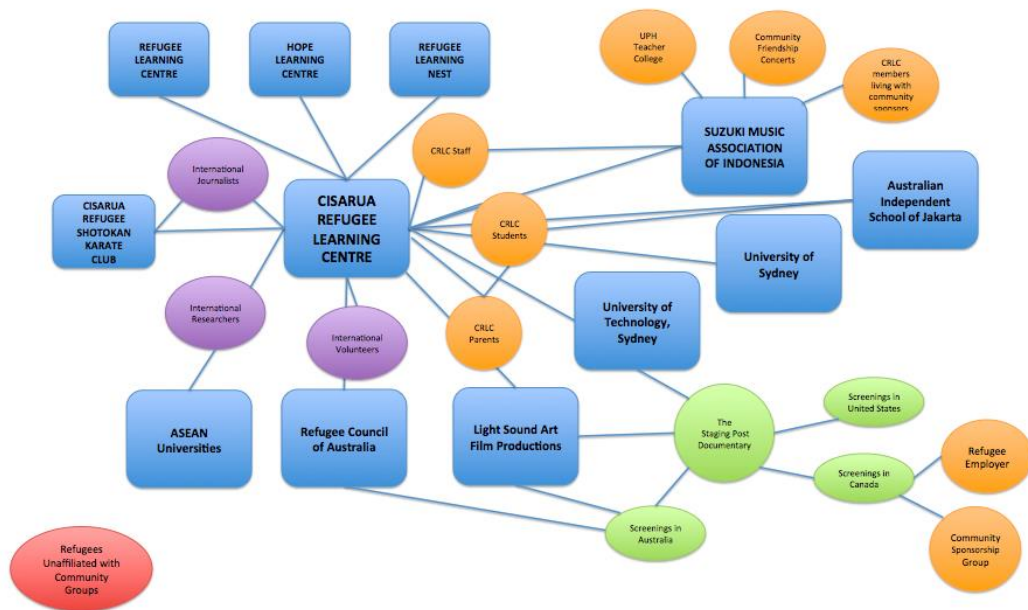 REFUGEE
LEARNING
CENTRE
HOPE
LEARNING
CENTRE
REFUGEE
LEARNING
NEST
UPH
Teacher
College
Community
Friendship
Concerts
CRLC
members
living with
community
sponsors
SUZUKI MUSIC
ASSOCIATION
OF INDONESIA
CRLC Staff
International
Journalists
CISARUA
REFUGEE
SHOTOKAN
KARATE
CLUB
CISARUA
REFUGEE
LEARNING
CENTRE
CRLC
Students
Australian
Independent
School of Jakarta
University of
Sydney
International
Researchers
International
Volunteers
CRLC
Parents
University of
Technology,
Sydney
ASEAN
Universities
Refugee Council
of Australia
Light Sound Art
Film Productions
The
Staging Post
Documentary
Screenings in
United States
Screenings in
Canada
Refugee
Employer
Screenings in
Australia
Community
Sponsorship
Group
Refugees
Unaffiliated with
Community
Groups